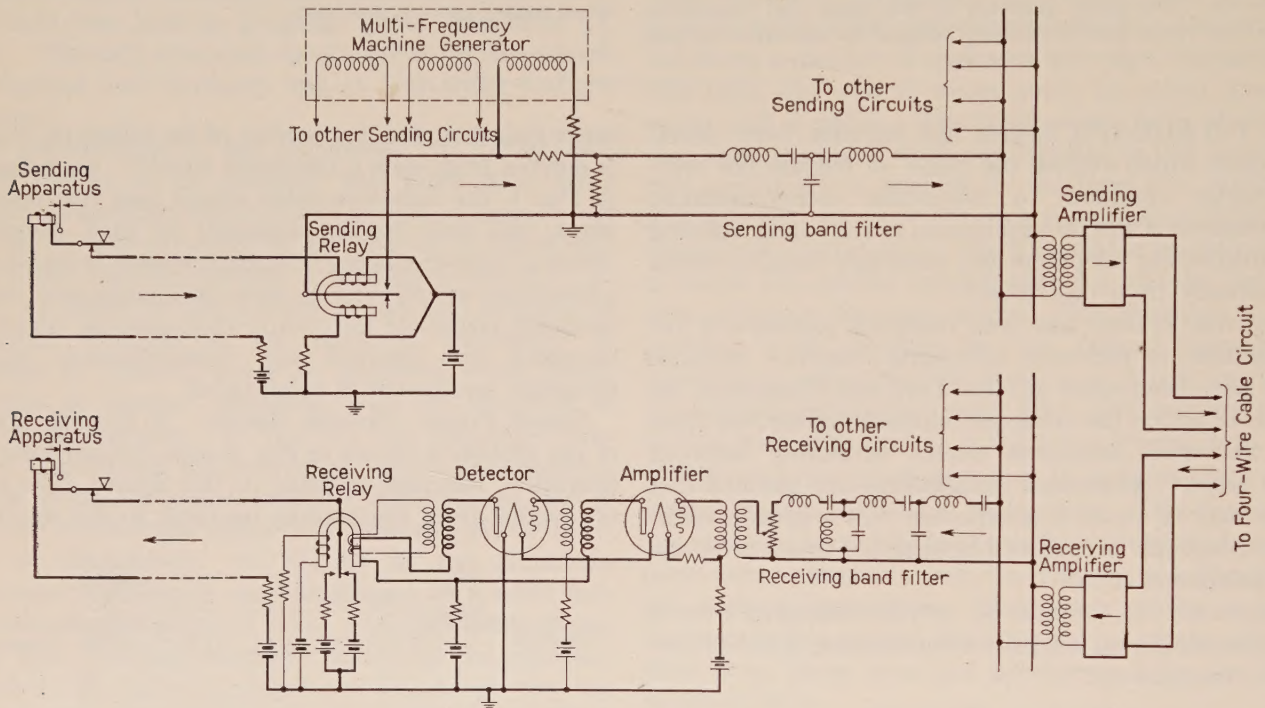 Multi-Frequency
Machine Generator
To other Sending Circuits
To other
Sending Circuits
Sending
Apparatus
Sending
Relay
Sending band filter
Sending
Amplifier
To Four-Wire Cable Circuit
Receiving
Apparatus
Receiving
Relay
Detector
Amplifier
To other
Receiving Circuits
Receiving band filter
Receiving
Amplifier